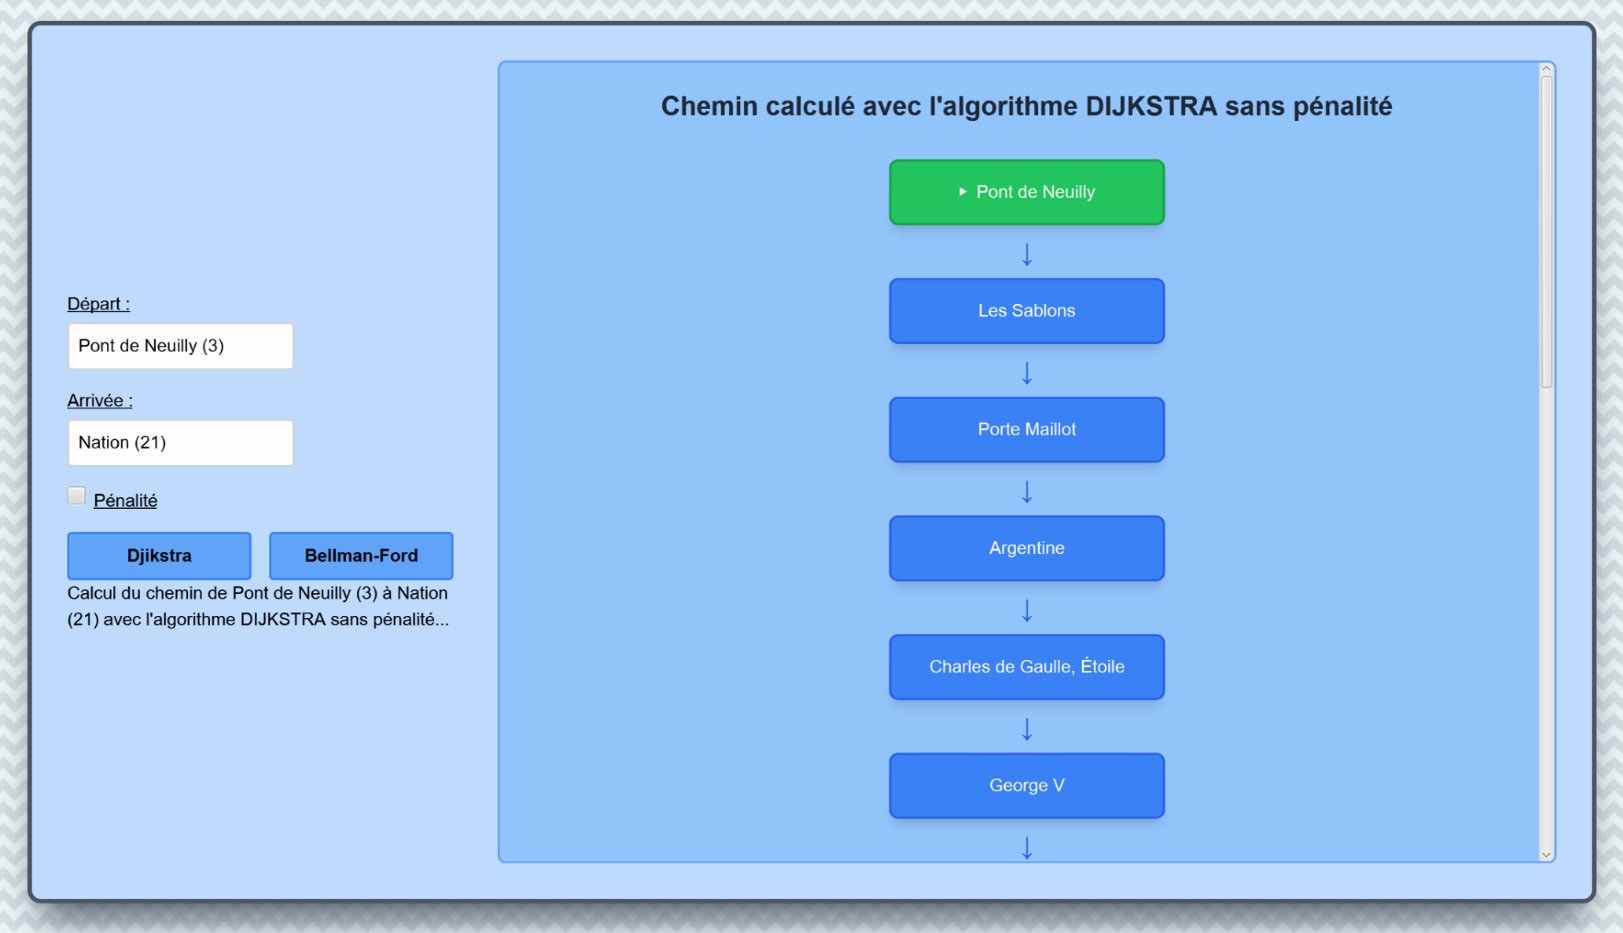 Départ :
Pont de Neuilly (3)
Arrivée :
Nation (21)
Pénalité
Djikstra
Bellman-Ford
Calcul du chemin de Pont de Neuilly (3) à Nation
(21) avec l'algorithme DIJKSTRA sans pénalité...
Chemin calculé avec l'algorithme DIJKSTRA sans pénalité
▸ Pont de Neuilly
↓
Les Sablons
↓
Porte Maillot
↓
Argentine
↓
Charles de Gaulle, Étoile
↓
George V
↓